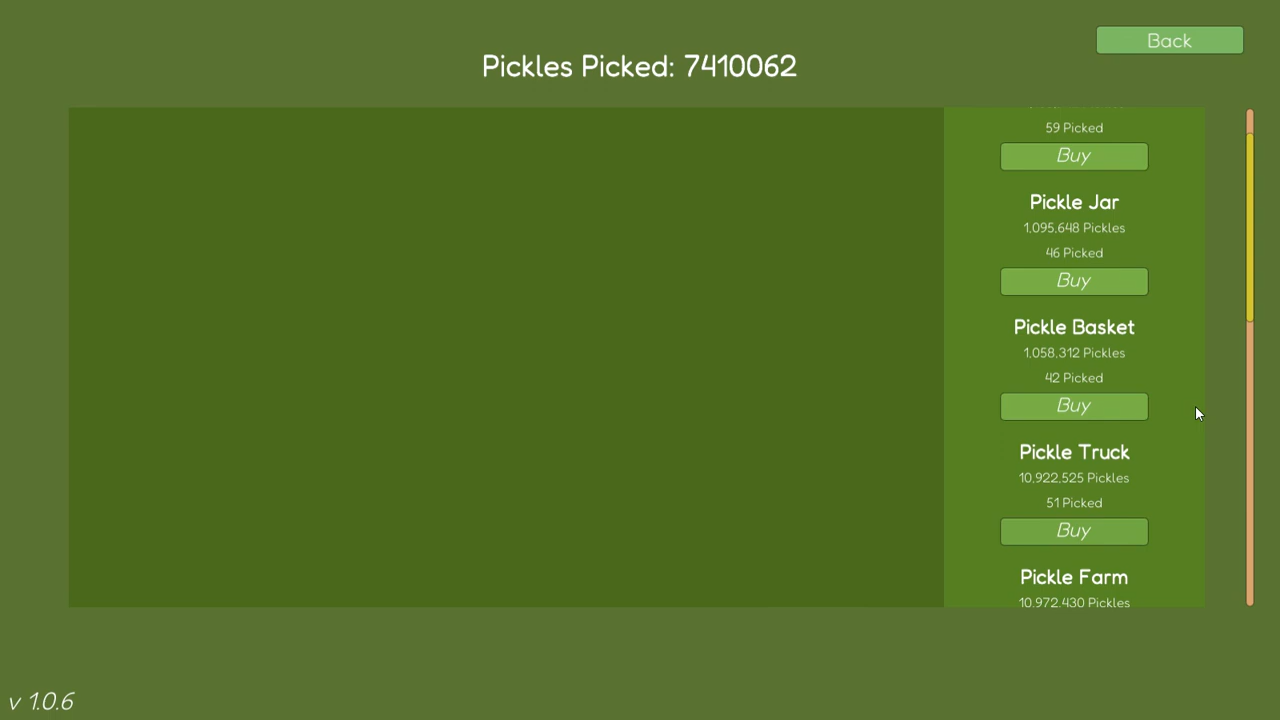 Back
Pickles Picked: 7410062
59 Picked
Buy
Pickle Jar
1,095,648 Pickles
46 Picked
Buy
Pickle Basket
1,058,312 Pickles
42 Picked
Buy
Pickle Truck
10,922,525 Pickles
51 Picked
Buy
Pickle Farm
10,972,430 Pickles
v 1.0.6